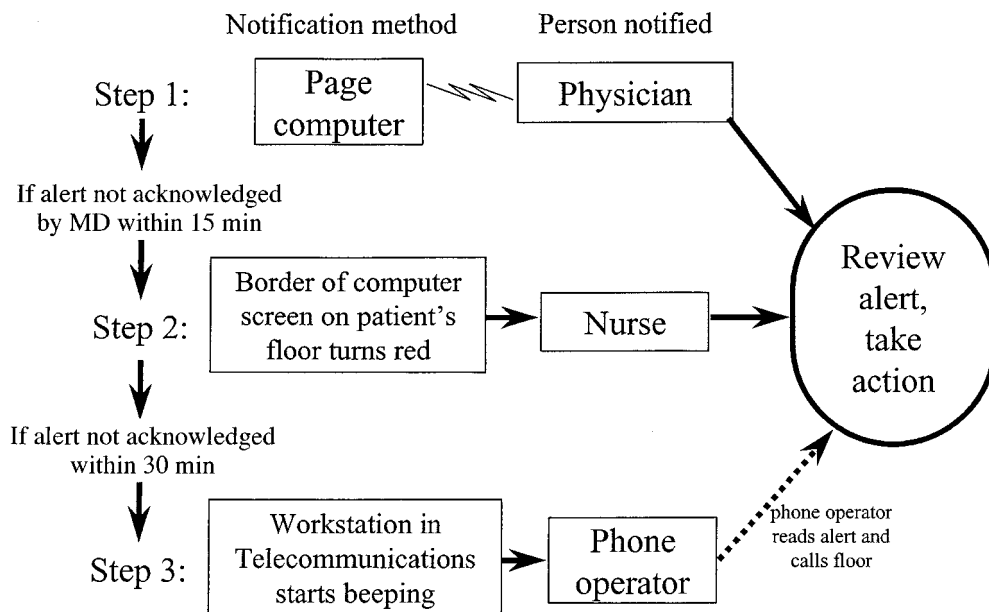 Notification method
Person notified
Step 1:
Page
computer
Physician
If alert not acknowledged
by MD within 15 min
Step 2:
Border of computer
screen on patient's
floor turns red
Nurse
Review
alert,
take
action
If alert not acknowledged
within 30 min
Step 3:
Workstation in
Telecommunications
starts beeping
Phone
operator
phone operator
reads alert and
calls floor